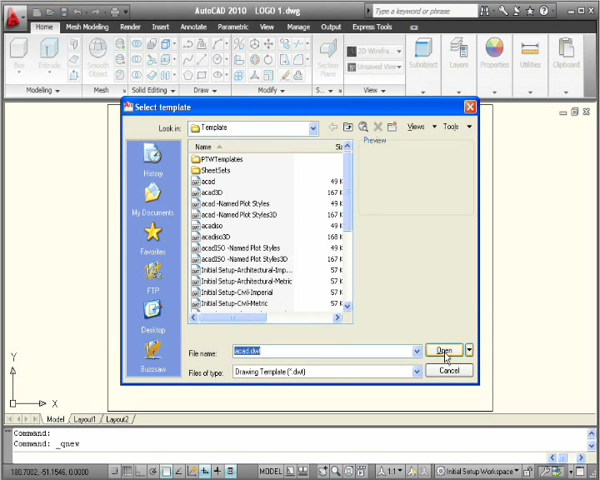 AutoCAD 2010 LOGO 1.dwg
Type a keyword or phrase
Home Mesh Modeling Render Insert Annotate Parametric View Manage Output Express Tools
2D Wirefr...
Unsaved View
Box Extrude Smooth Object Section Plane Subobject Layers Properties Utilities Clipboard
Modeling Mesh Solid Editing Draw Modify S... View
Select template
Look in: Template
Views Tools
Name Siz
Preview
History
My Documents
Favorites
FTP
Desktop
Buzzsaw
PTWTemplates
SheetSets
acad 49 K
acad3D 167 K
acad -Named Plot Styles 49 K
acad -Named Plot Styles3D 167 K
acadiso 49 K
acadiso3D 168 K
acadISO -Named Plot Styles 49 K
acadISO -Named Plot Styles3D 167 K
Initial Setup-Architectural-Imp... 57 K
Initial Setup-Architectural-Metric 57 K
Initial Setup-Civil-Imperial 57 K
Initial Setup-Civil-Metric 57 K
File name: acad.dwt Open
Files of type: Drawing Template (*.dwt) Cancel
Y
X
Model Layout1 Layout2
Command:
Command: _qnew
180.7002, -51.1546, 0.0000 MODEL 1:1 Initial Setup Workspace